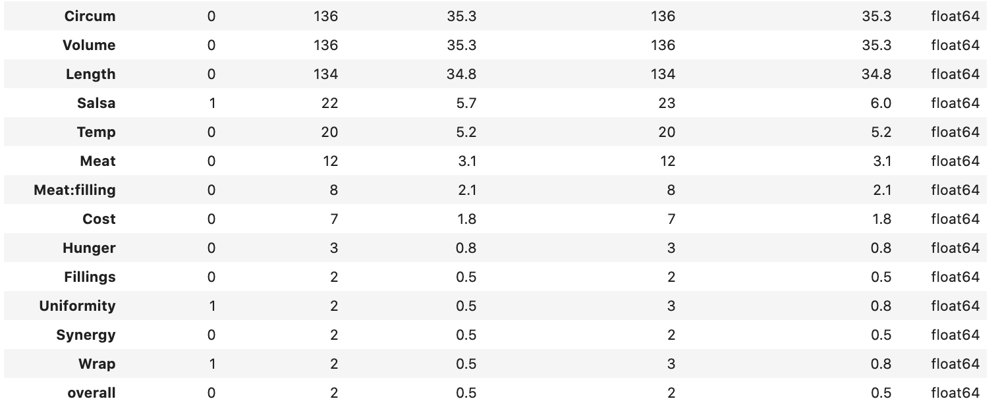 Circum 0 136 35.3 136 35.3 float64
Volume 0 136 35.3 136 35.3 float64
Length 0 134 34.8 134 34.8 float64
Salsa 1 22 5.7 23 6.0 float64
Temp 0 20 5.2 20 5.2 float64
Meat 0 12 3.1 12 3.1 float64
Meat:filling 0 8 2.1 8 2.1 float64
Cost 0 7 1.8 7 1.8 float64
Hunger 0 3 0.8 3 0.8 float64
Fillings 0 2 0.5 2 0.5 float64
Uniformity 1 2 0.5 3 0.8 float64
Synergy 0 2 0.5 2 0.5 float64
Wrap 1 2 0.5 3 0.8 float64
overall 0 2 0.5 2 0.5 float64